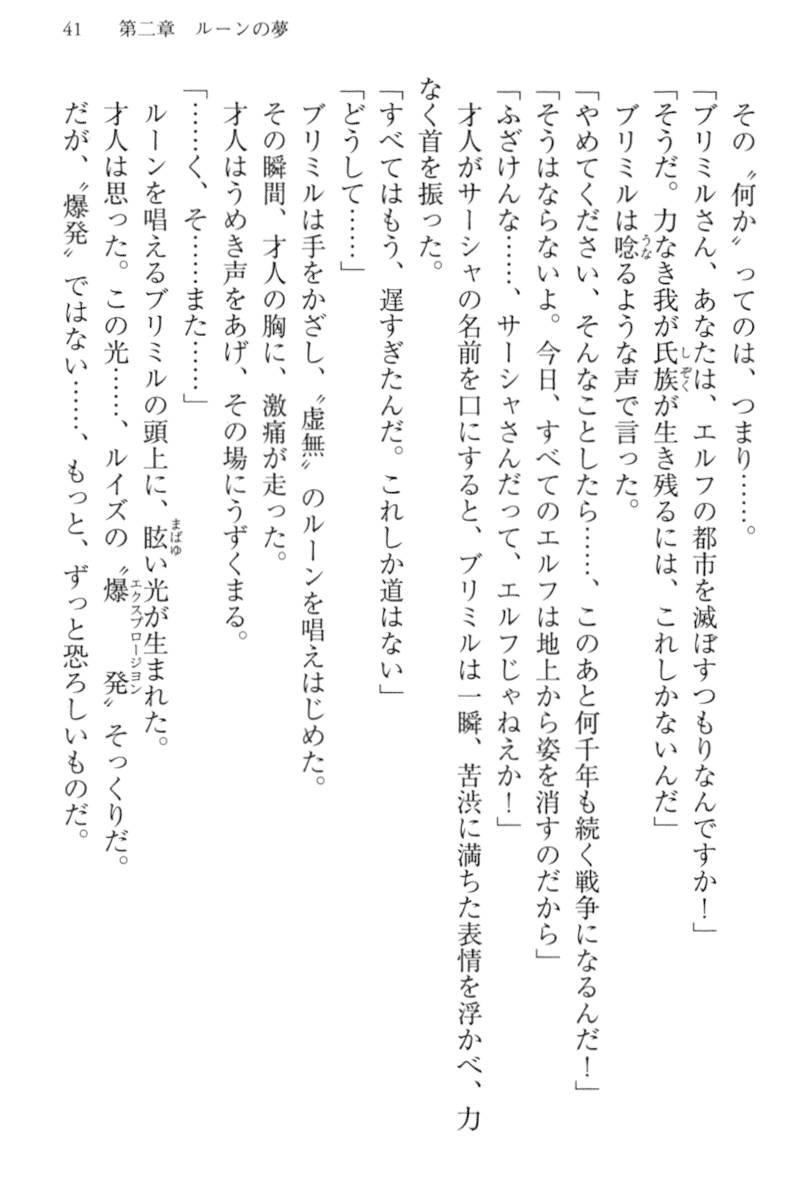 41　第二章　ルーンの夢
その〝何か〟ってのは、つまり……。
「ブリミルさん、あなたは、エルフの都市を滅ぼすつもりなんですか！」
「そうだ。力なき我が氏族が生き残るには、これしかないんだ」
ブリミルは唸るような声で言った。
「やめてください、そんなことしたら……、このあと何千年も続く戦争になるんだ！」
「そうはならないよ。今日、すべてのエルフは地上から姿を消すのだから」
「ふざけんな……、サーシャさんだって、エルフじゃねえか！」
才人がサーシャの名前を口にすると、ブリミルは一瞬、苦渋に満ちた表情を浮かべ、力
なく首を振った。
「すべてはもう、遅すぎたんだ。これしか道はない」
「どうして……」
ブリミルは手をかざし、〝虚無〟のルーンを唱えはじめた。
その瞬間、才人の胸に、激痛が走った。
才人はうめき声をあげ、その場にうずくまる。
「……く、そ……また……」
ルーンを唱えるブリミルの頭上に、眩い光が生まれた。
才人は思った。この光……、ルイズの〝爆発〟そっくりだ。
だが、〝爆発〟ではない……、もっと、ずっと恐ろしいものだ。